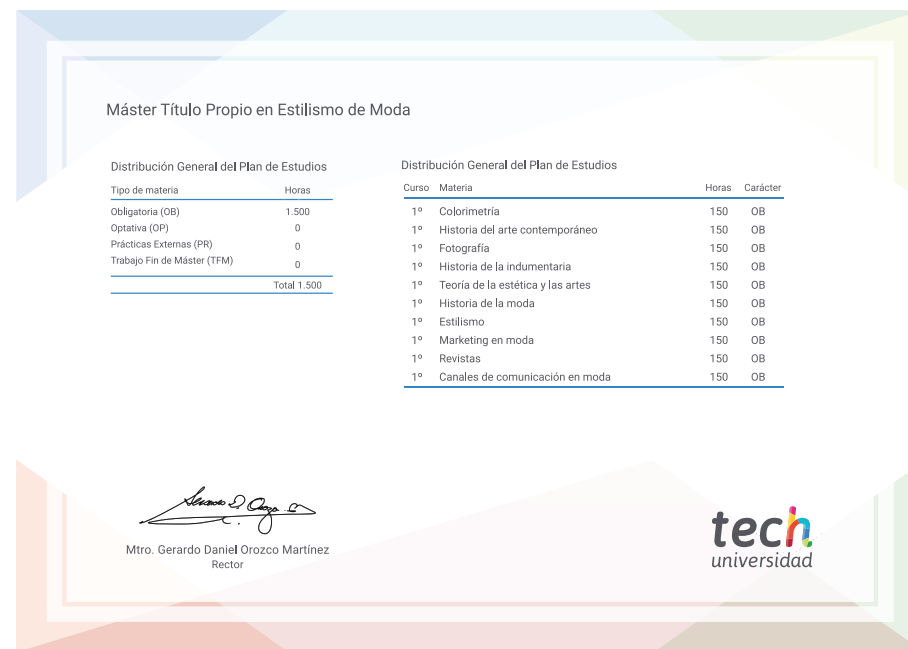 Máster Título Propio en Estilismo de Moda
Distribución General del Plan de Estudios
Tipo de materia Horas
Obligatoria (OB) 1.500
Optativa (OP) 0
Prácticas Externas (PR) 0
Trabajo Fin de Máster (TFM) 0
Total 1.500
Distribución General del Plan de Estudios
Curso Materia Horas Carácter
1º Colorimetría 150 OB
1º Historia del arte contemporáneo 150 OB
1º Fotografía 150 OB
1º Historia de la indumentaria 150 OB
1º Teoría de la estética y las artes 150 OB
1º Historia de la moda 150 OB
1º Estilismo 150 OB
1º Marketing en moda 150 OB
1º Revistas 150 OB
1º Canales de comunicación en moda 150 OB
Mtro. Gerardo Daniel Orozco Martínez
Rector
tech
universidad